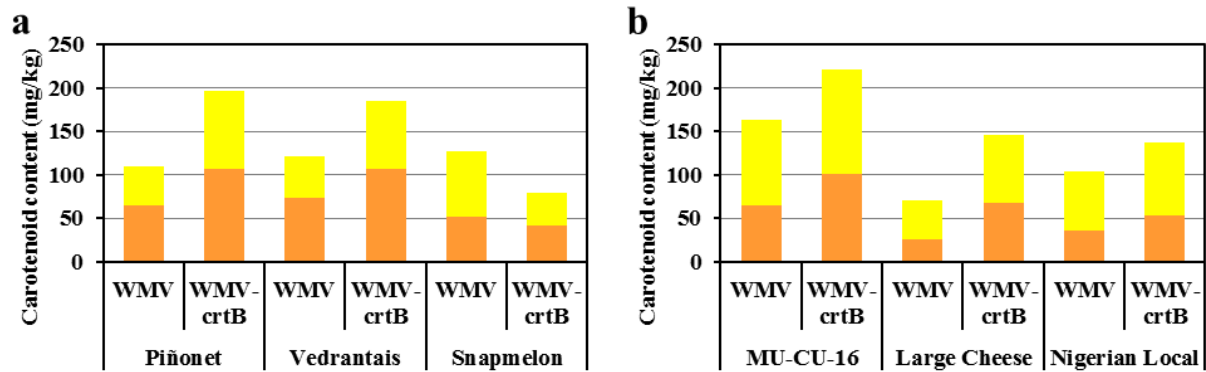 a
Carotenoid content (mg/kg)
250
200
150
100
50
0
WMV
WMV-
crtB
WMV
WMV-
crtB
WMV
WMV-
crtB
Piñonet
Vedrantais
Snapmelon
b
Carotenoid content (mg/kg)
250
200
150
100
50
0
WMV
WMV-
crtB
WMV
WMV-
crtB
WMV
WMV-
crtB
MU-CU-16
Large Cheese
Nigerian Local